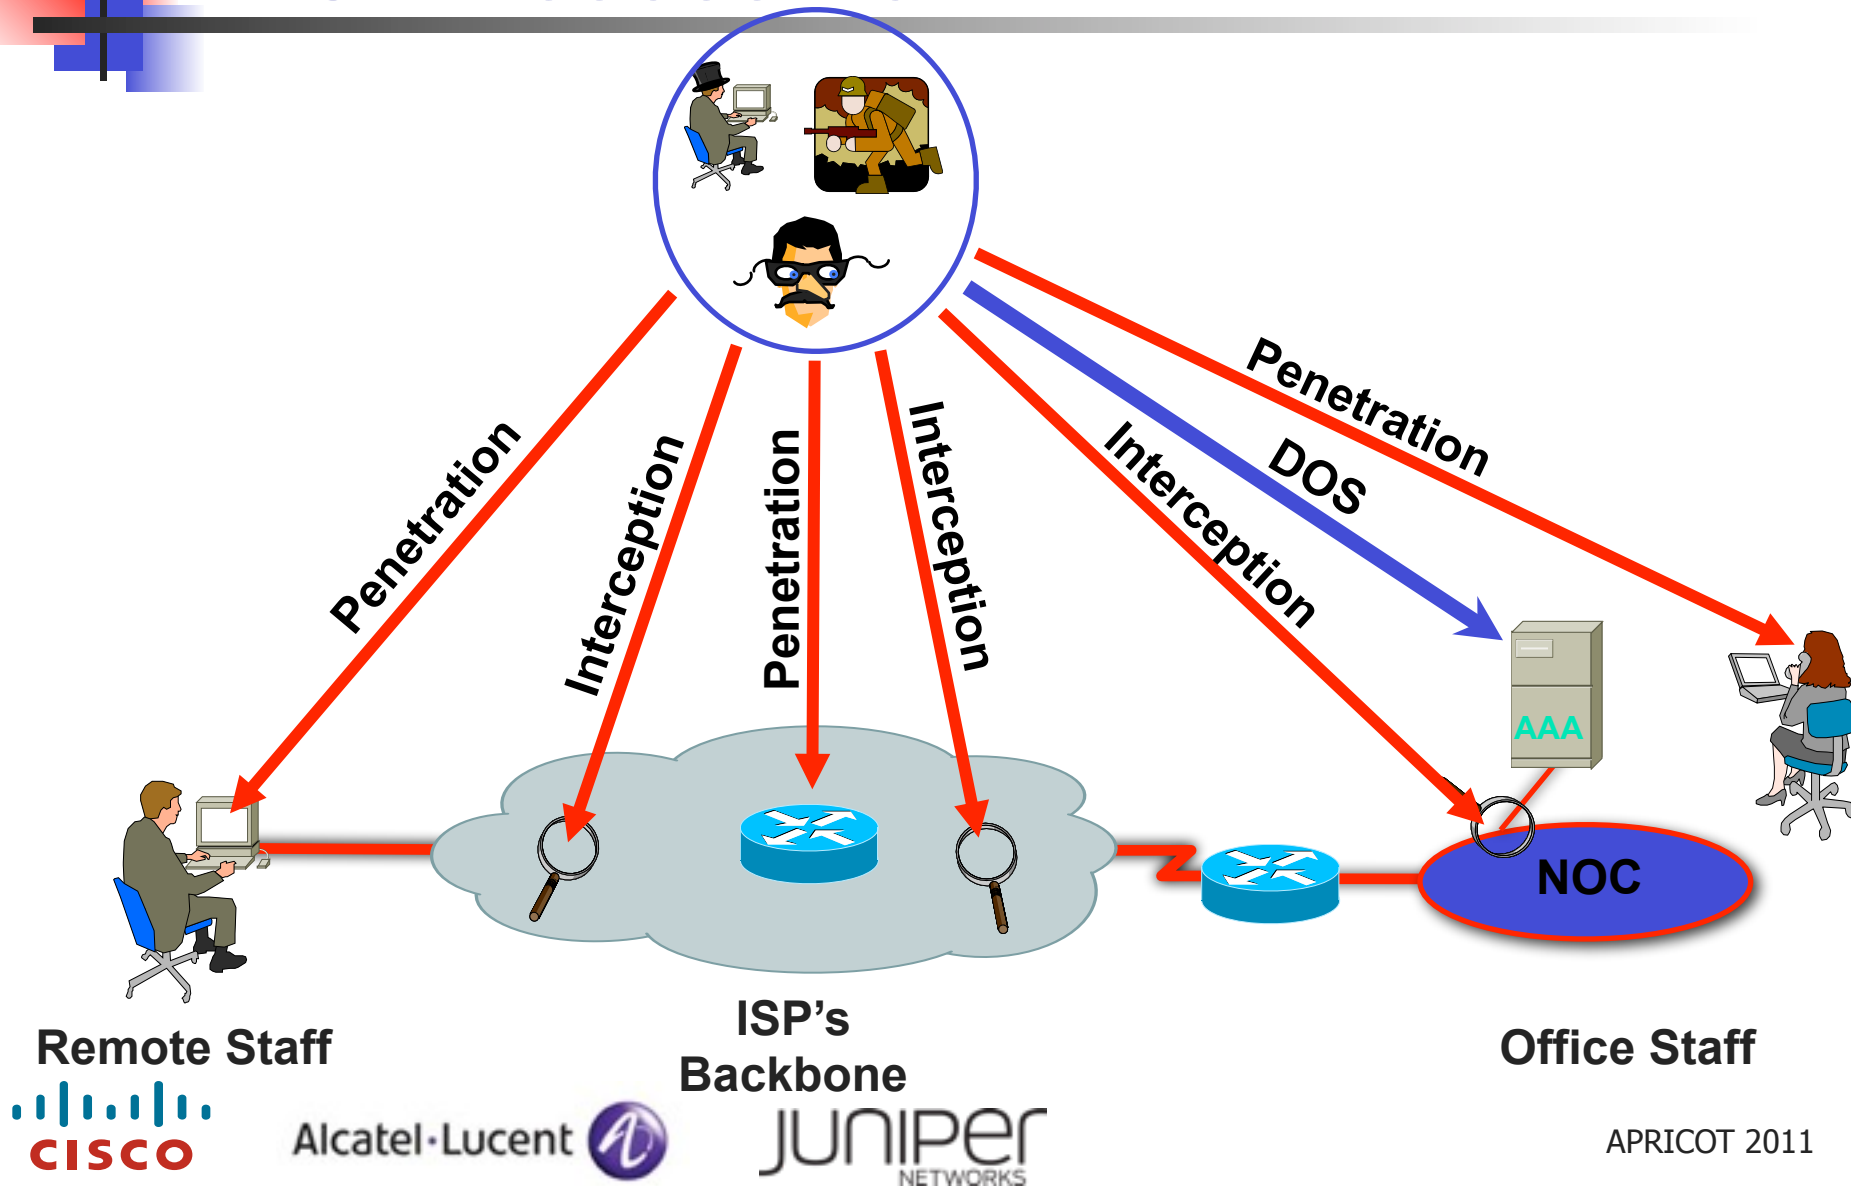 Penetration
Interception
Penetration
Interception
Interception
DOS
Penetration
AAA
NOC
Remote Staff
ISP's
Backbone
Office Staff
CISCO
Alcatel·Lucent
JUNIPEr
NETWORKS
APRICOT 2011